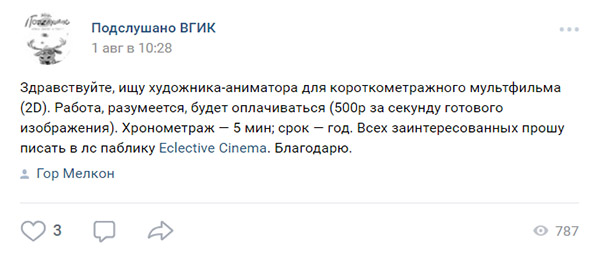 Подслушано ВГИК
1 авг в 10:28
Здравствуйте, ищу художника-аниматора для короткометражного мультфильма
(2D). Работа, разумеется, будет оплачиваться (500р за секунду готового
изображения). Хронометраж — 5 мин; срок — год. Всех заинтересованных прошу
писать в лс паблику Eclective Cinema. Благодарю.
Гор Мелкон
3
787